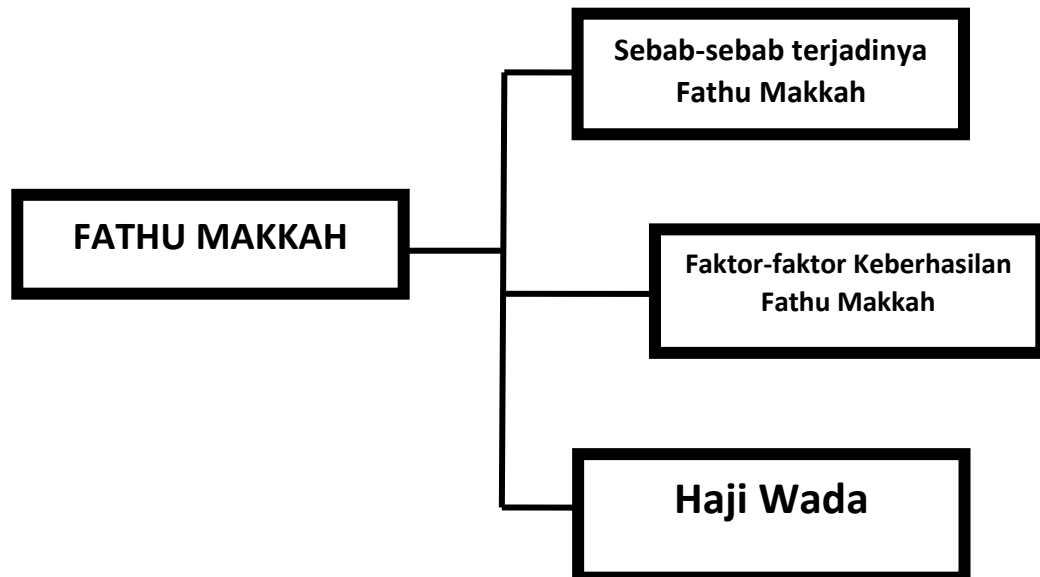 Sebab-sebab terjadinya
Fathu Makkah
FATHU MAKKAH
Faktor-faktor Keberhasilan
Fathu Makkah
Haji Wada